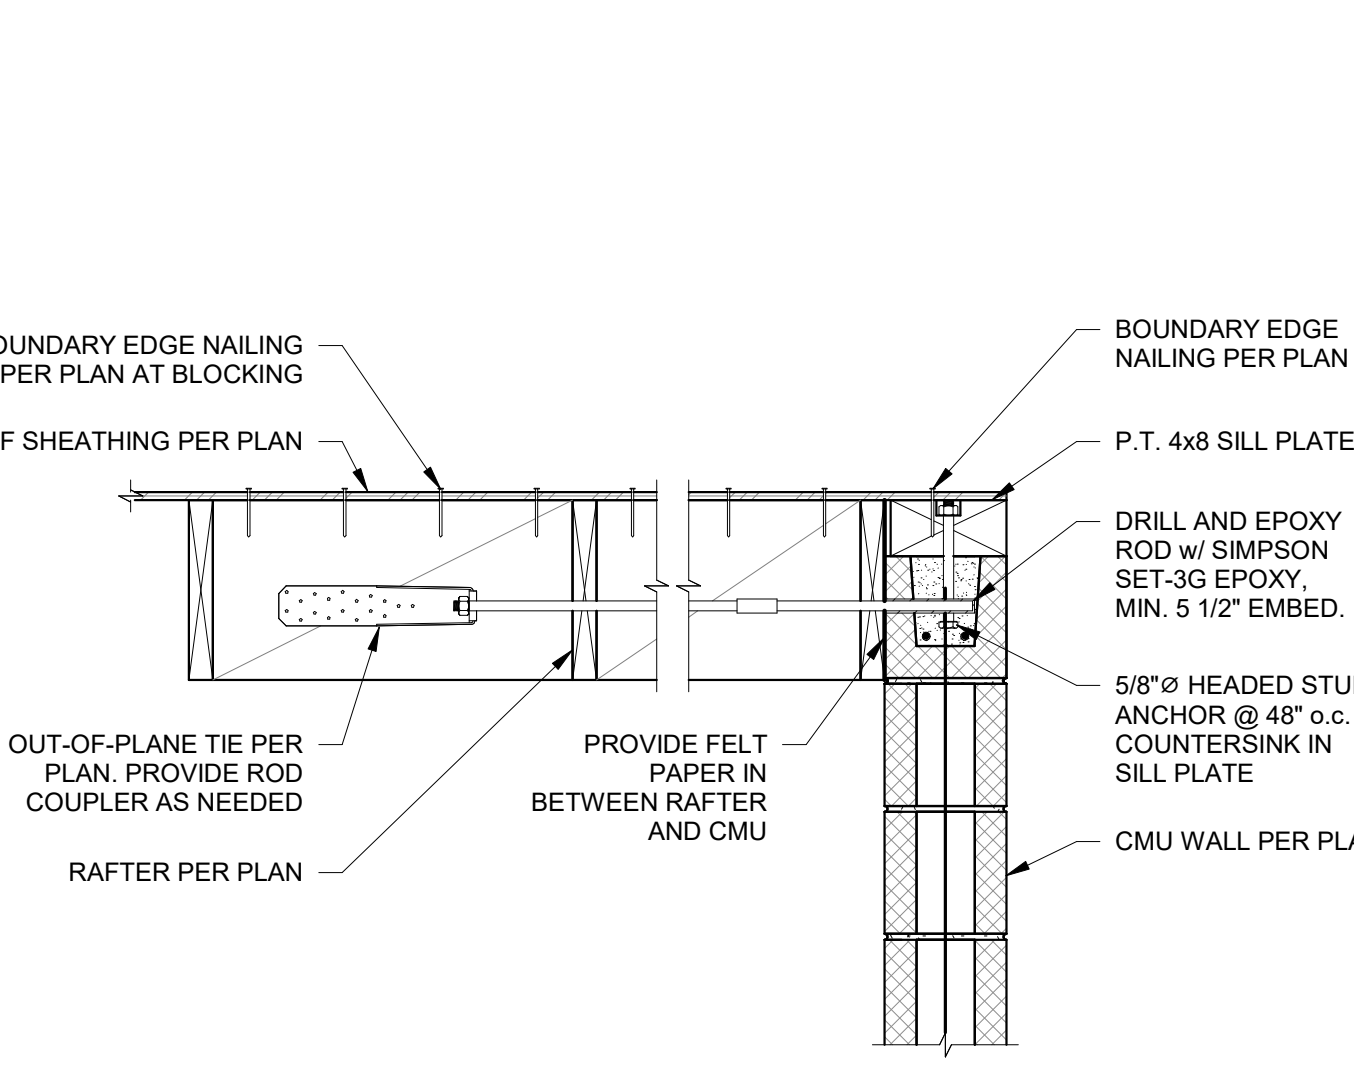 OUNDARY EDGE NAILING
PER PLAN AT BLOCKING
F SHEATHING PER PLAN
OUT-OF-PLANE TIE PER
PLAN. PROVIDE ROD
COUPLER AS NEEDED
RAFTER PER PLAN
PROVIDE FELT
PAPER IN
BETWEEN RAFTER
AND CMU
BOUNDARY EDGE
NAILING PER PLAN
P.T. 4x8 SILL PLATE
DRILL AND EPOXY
ROD w/ SIMPSON
SET-3G EPOXY,
MIN. 5 1/2" EMBED.
5/8"Ø HEADED STU
ANCHOR @ 48" o.c.
COUNTERSINK IN
SILL PLATE
CMU WALL PER PLA